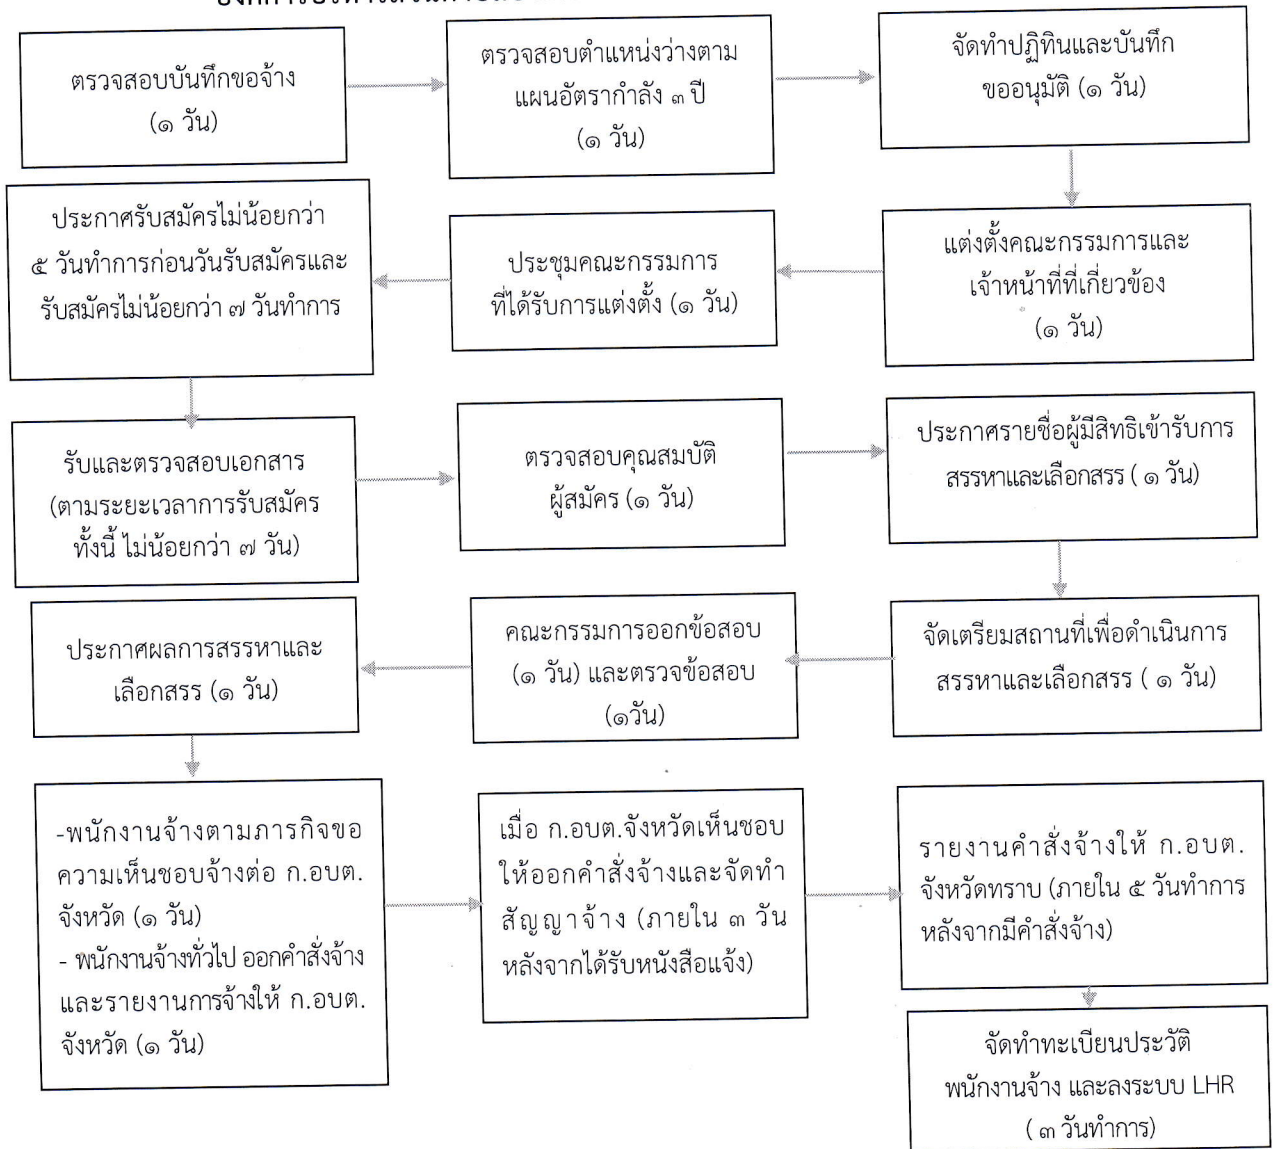 ตรวจสอบบันทึกขอจ้าง
(๑ วัน)
ตรวจสอบตำแหน่งว่างตาม
แผนอัตรากำลัง ๓ ปี
(๑ วัน)
จัดทำปฏิทินและบันทึก
ขออนุมัติ (๑ วัน)
แต่งตั้งคณะกรรมการและ
เจ้าหน้าที่ที่เกี่ยวข้อง
(๑ วัน)
ประชุมคณะกรรมการ
ที่ได้รับการแต่งตั้ง (๑ วัน)
ประกาศรับสมัครไม่น้อยกว่า
๕ วันทำการก่อนวันรับสมัครและ
รับสมัครไม่น้อยกว่า ๗ วันทำการ
รับและตรวจสอบเอกสาร
(ตามระยะเวลาการรับสมัคร
ทั้งนี้ ไม่น้อยกว่า ๗ วัน)
ตรวจสอบคุณสมบัติ
ผู้สมัคร (๑ วัน)
ประกาศรายชื่อผู้มีสิทธิเข้ารับการ
สรรหาและเลือกสรร ( ๑ วัน)
จัดเตรียมสถานที่เพื่อดำเนินการ
สรรหาและเลือกสรร ( ๑ วัน)
คณะกรรมการออกข้อสอบ
(๑ วัน) และตรวจข้อสอบ
(๑วัน)
ประกาศผลการสรรหาและ
เลือกสรร (๑ วัน)
-พนักงานจ้างตามภารกิจขอ
ความเห็นชอบจ้างต่อ ก.อบต.
จังหวัด (๑ วัน)
- พนักงานจ้างทั่วไป ออกคำสั่งจ้าง
และรายงานการจ้างให้ ก.อบต.
จังหวัด (๑ วัน)
เมื่อ ก.อบต.จังหวัดเห็นชอบ
ให้ออกคำสั่งจ้างและจัดทำ
สัญญาจ้าง (ภายใน ๓ วัน
หลังจากได้รับหนังสือแจ้ง)
รายงานคำสั่งจ้างให้ ก.อบต.
จังหวัดทราบ (ภายใน ๕ วันทำการ
หลังจากมีคำสั่งจ้าง)
จัดทำทะเบียนประวัติ
พนักงานจ้าง และลงระบบ LHR
( ๓ วันทำการ)